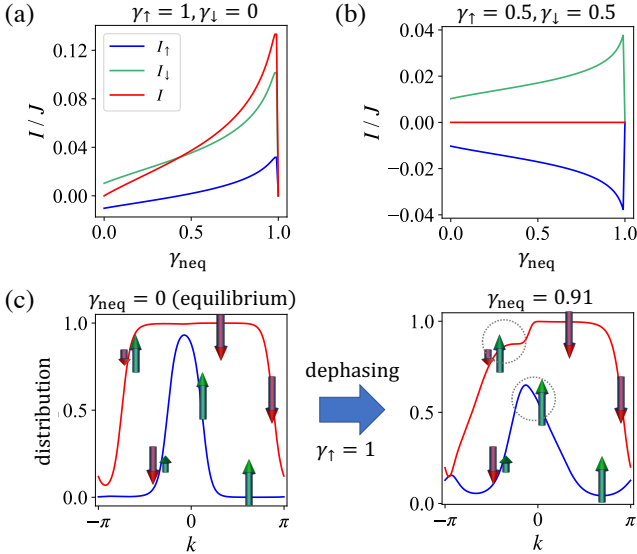 (a)
γ↑ = 1, γ↓ = 0
I / J
0.12
0.08
0.04
0.00
I↑
I↓
I
0.0
0.5
1.0
γneq
(b)
γ↑ = 0.5, γ↓ = 0.5
I / J
0.04
0.02
0.00
−0.02
−0.04
0.0
0.5
1.0
γneq
(c)
γneq = 0 (equilibrium)
distribution
1.0
0.5
0.0
−π
0
π
k
dephasing
γ↑ = 1
γneq = 0.91
1.0
0.5
0.0
−π
0
π
k